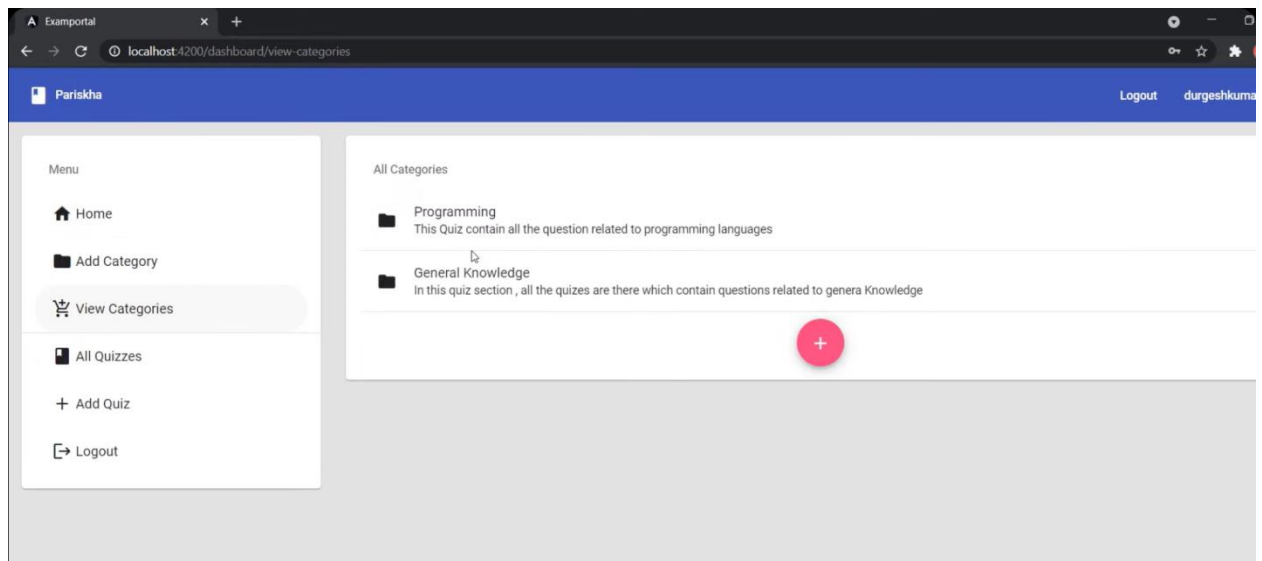 Examportal
localhost:4200/dashboard/view-categories
Pariskha
Logout
durgeshkuma
Menu
Home
Add Category
View Categories
All Quizzes
Add Quiz
Logout
All Categories
Programming
This Quiz contain all the question related to programming languages
General Knowledge
In this quiz section , all the quizes are there which contain questions related to genera Knowledge